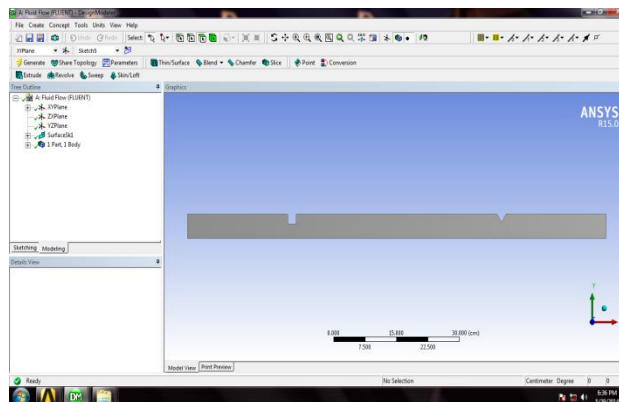 A: Fluid Flow (FLUENT) - DesignModeler
File Create Concept Tools Units View Help
Undo Redo Select:
XYPlane Sketch5
Generate Share Topology Parameters Thin/Surface Blend Chamfer Slice Point Conversion
Extrude Revolve Sweep Skin/Loft
Tree Outline
Graphics
A: Fluid Flow (FLUENT)
XYPlane
ZXPlane
YZPlane
SurfaceSk1
1 Part, 1 Body
ANSYS
R15.0
Sketching Modeling
Details View
Y
0.000 15.000 30.000 (cm)
7.500 22.500
Model View Print Preview
Ready No Selection Centimeter Degree 0 0
DM
6:36 PM